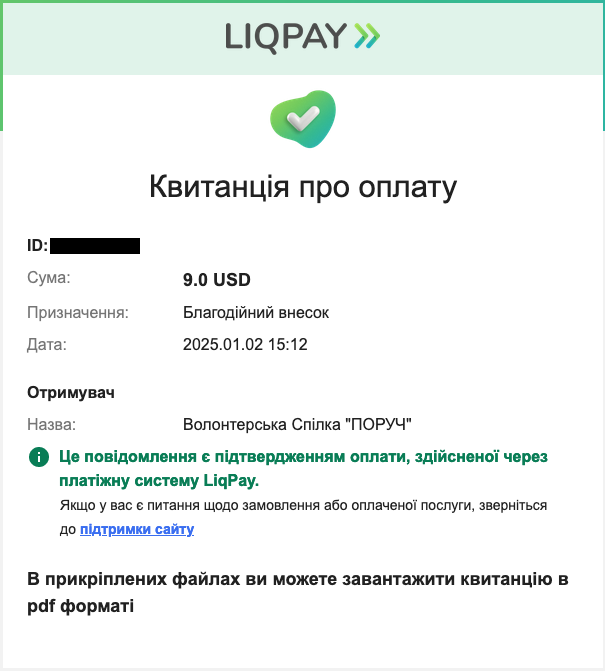 LIQPAY
Квитанція про оплату
ID:
Сума: 9.0 USD
Призначення: Благодійний внесок
Дата: 2025.01.02 15:12
Отримувач
Назва: Волонтерська Спілка "ПОРУЧ"
Це повідомлення є підтвердженням оплати, здійсненої через
платіжну систему LiqPay.
Якщо у вас є питання щодо замовлення або оплаченої послуги, зверніться
до підтримки сайту
В прикріплених файлах ви можете завантажити квитанцію в
pdf форматі